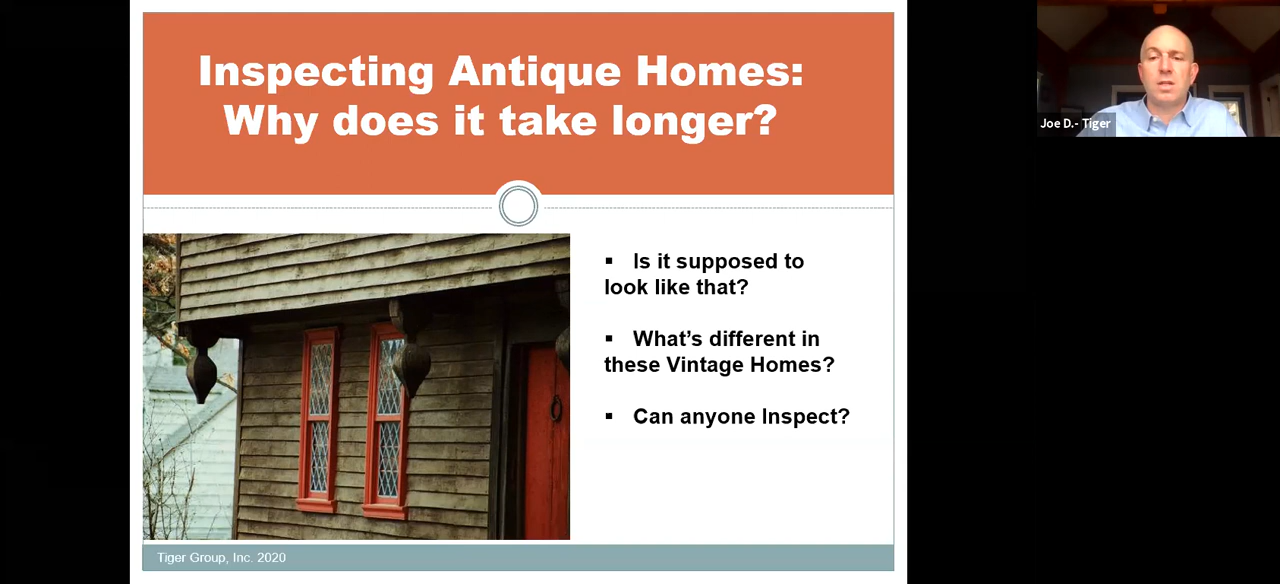 Inspecting Antique Homes:
Why does it take longer?
▪ Is it supposed to
look like that?
▪ What's different in
these Vintage Homes?
▪ Can anyone Inspect?
Tiger Group, Inc. 2020
Joe D.- Tiger